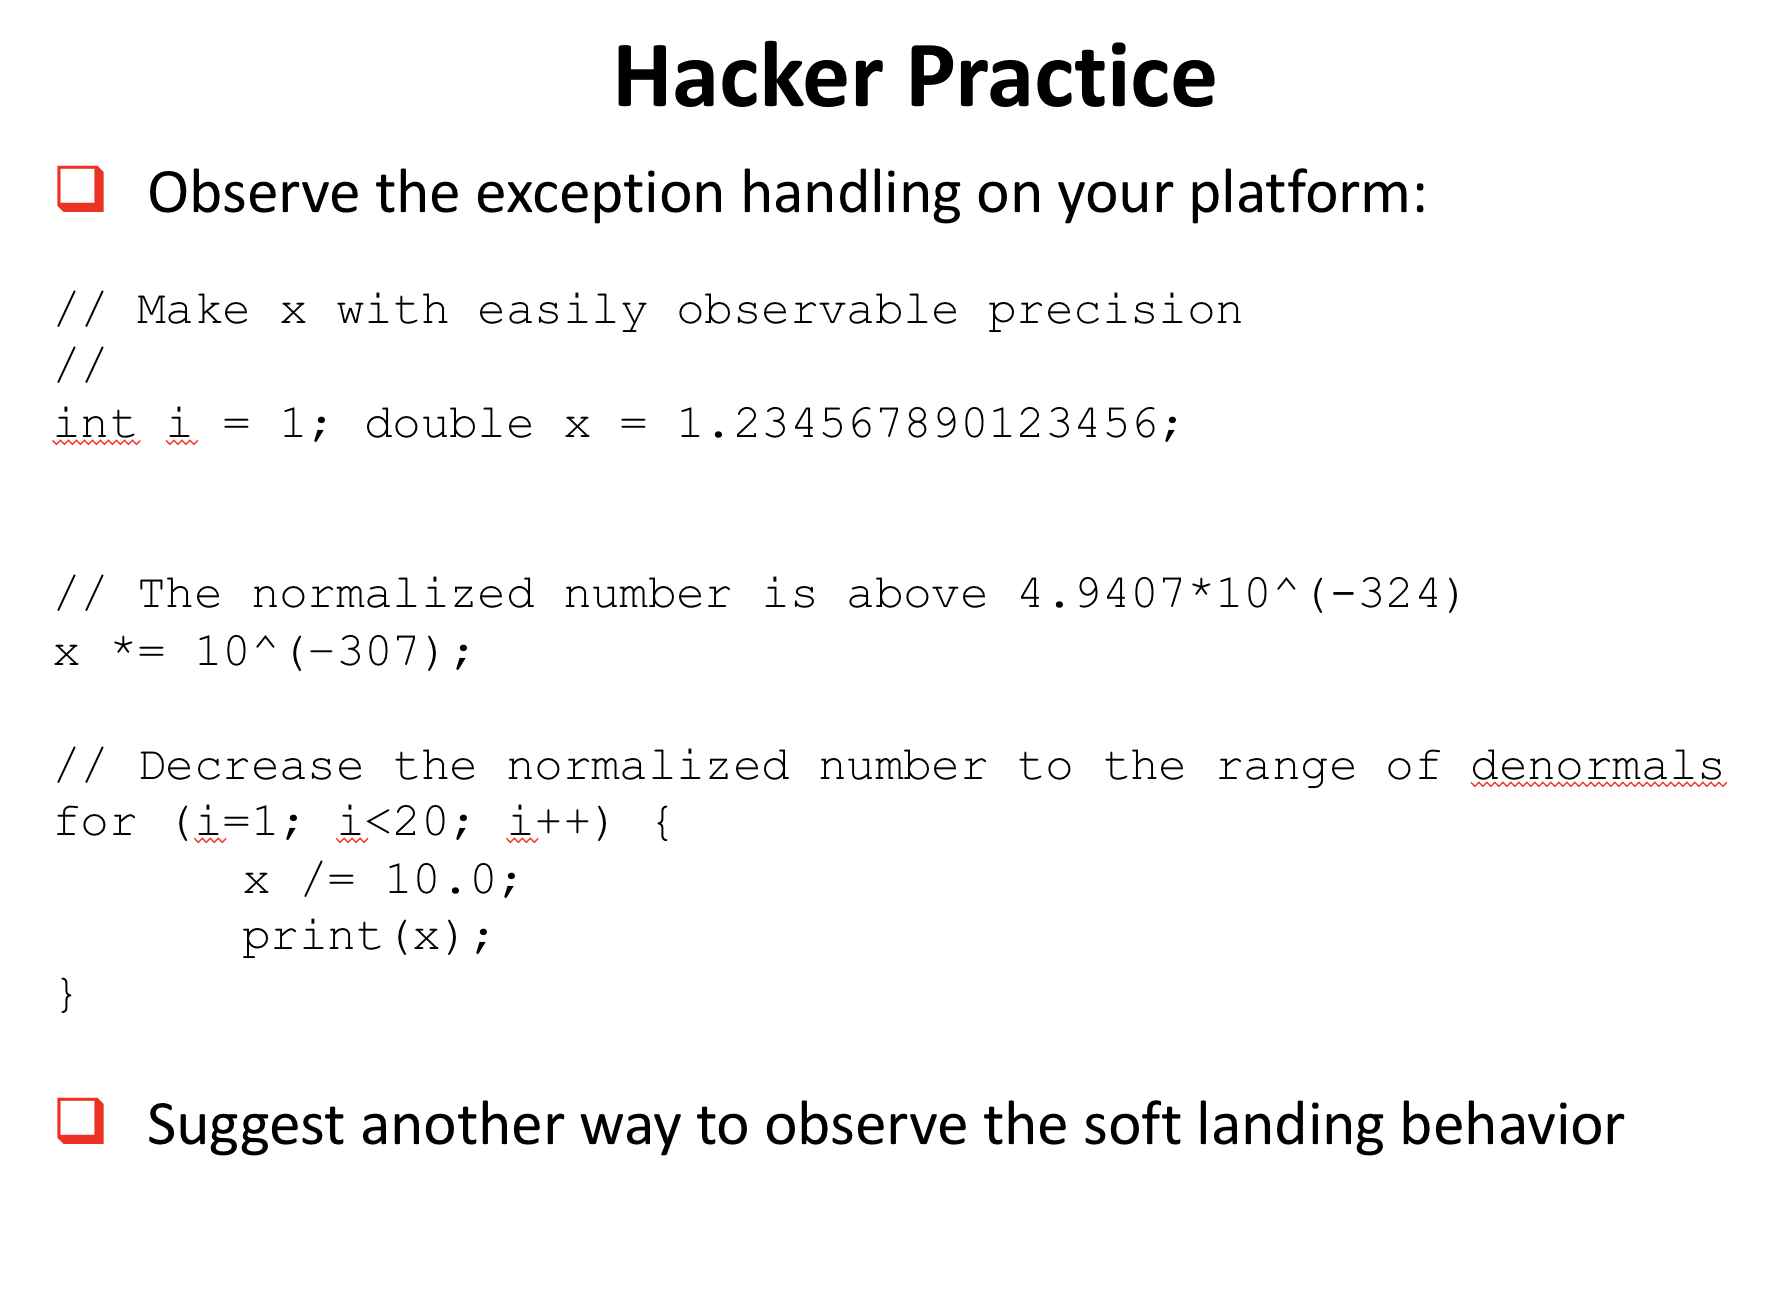 Hacker Practice
Observe the exception handling on your platform:
// Make x with easily observable precision
//
int i = 1; double x = 1.234567890123456;
// The normalized number is above 4.9407*10^(-324)
x *= 10^(-307);
// Decrease the normalized number to the range of denormals
for (i=1; i<20; i++) {
x /= 10.0;
print(x);
}
Suggest another way to observe the soft landing behavior